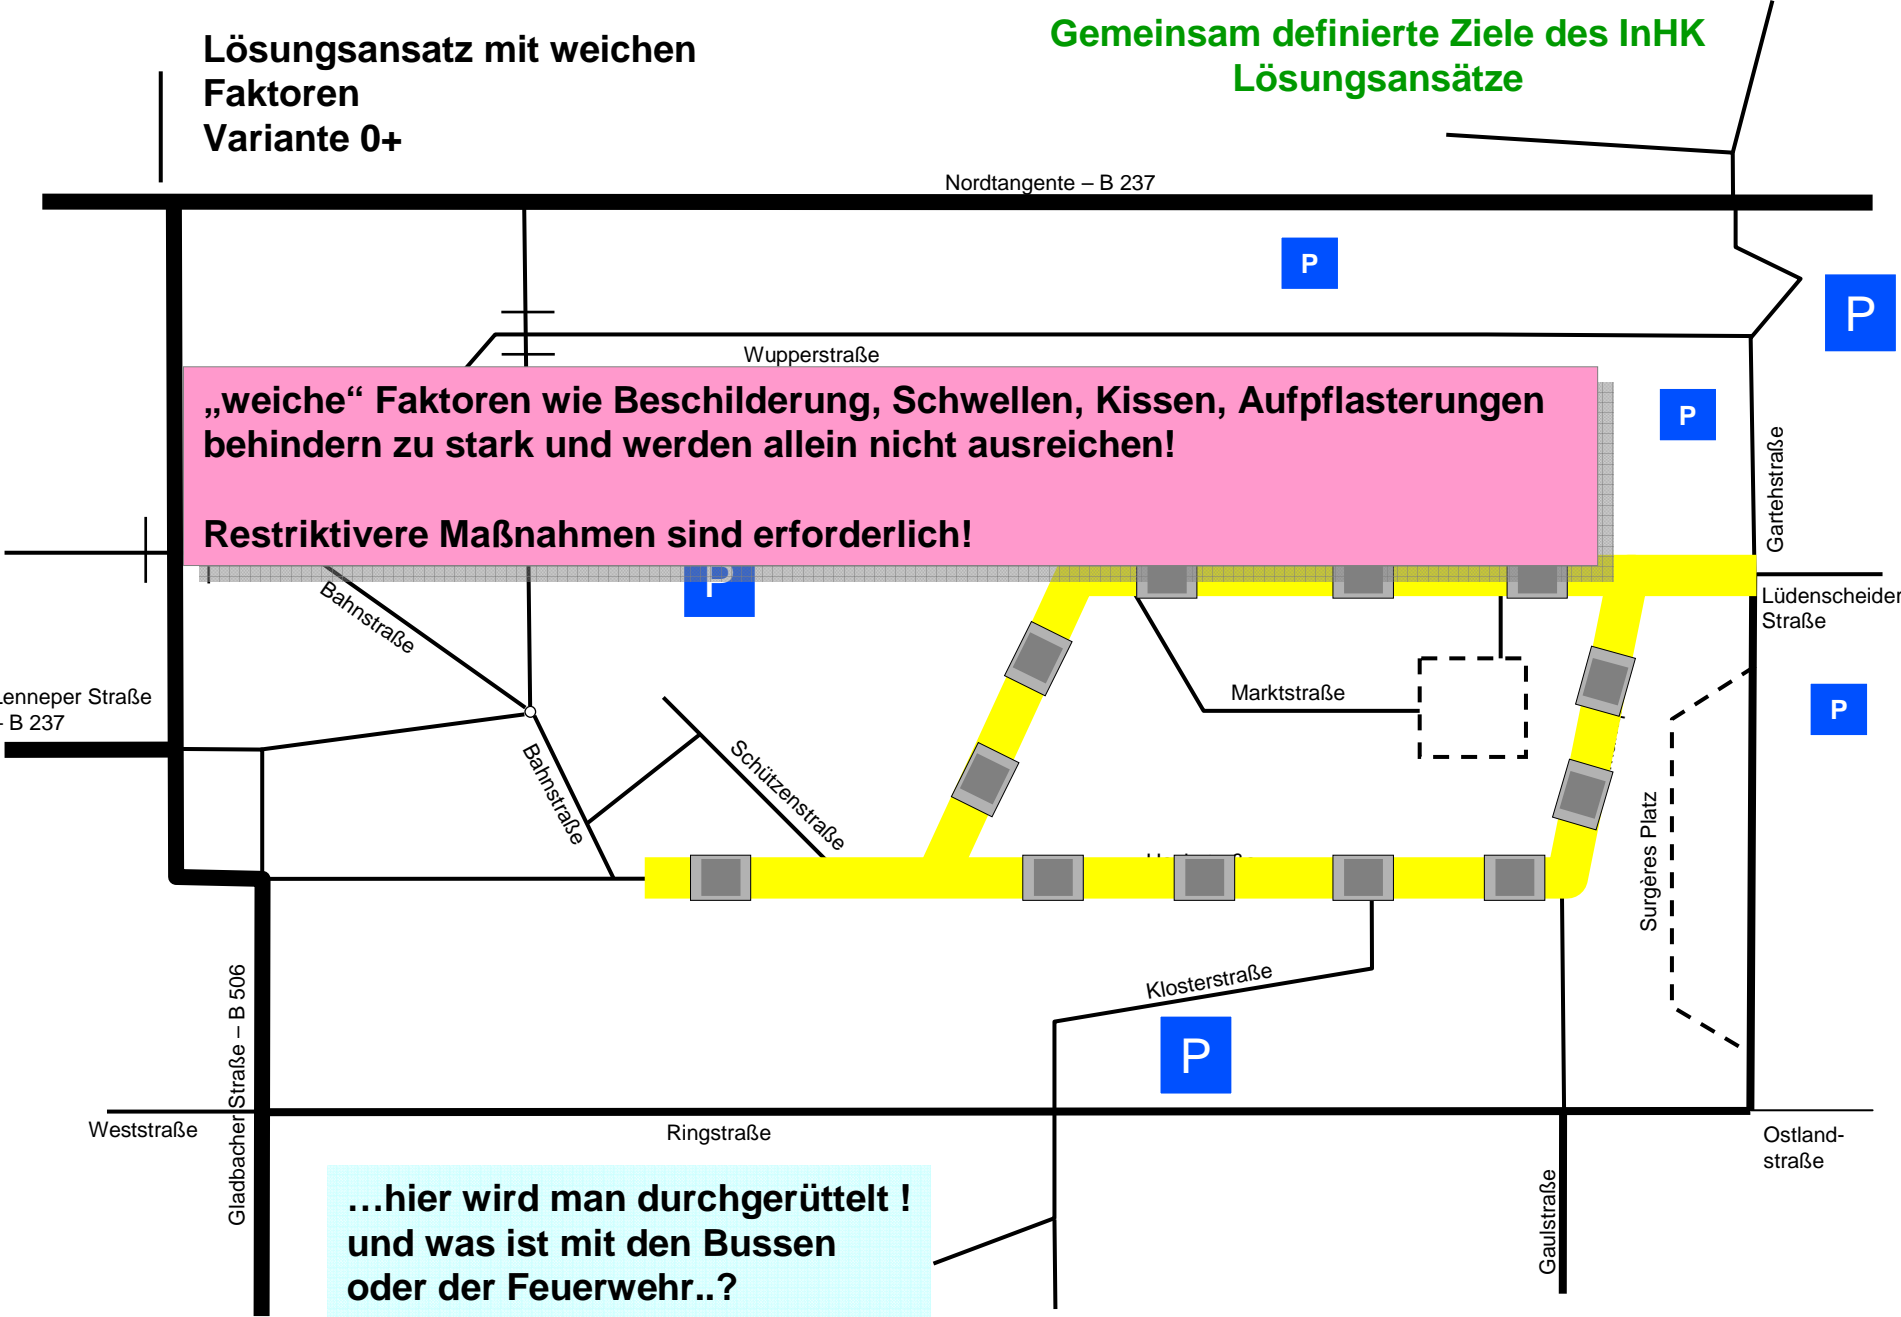 Lösungsansatz mit weichen
Faktoren
Variante 0+
Gemeinsam definierte Ziele des InHK
Lösungsansätze
Nordtangente – B 237
P
P
Wupperstraße
„weiche“ Faktoren wie Beschilderung, Schwellen, Kissen, Aufpflasterungen
behindern zu stark und werden allein nicht ausreichen!
Restriktivere Maßnahmen sind erforderlich!
P
Gartehstraße
P
Bahnstraße
Lüdenscheider
Straße
Lenneper Straße
- B 237
Marktstraße
P
Bahnstraße
Schützenstraße
Surgères Platz
Klosterstraße
P
Gladbacher Straße – B 506
Weststraße
Ringstraße
Ostland-
straße
Gaulstraße
...hier wird man durchgerüttelt !
und was ist mit den Bussen
oder der Feuerwehr..?